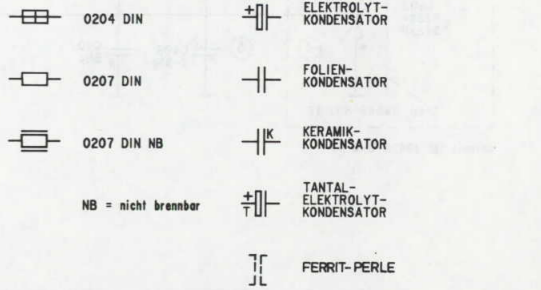 0204 DIN
0207 DIN
0207 DIN NB
NB = nicht brennbar
+
ELEKTROLYT-
KONDENSATOR
FOLIEN-
KONDENSATOR
K
KERAMIK-
KONDENSATOR
+
T
TANTAL-
ELEKTROLYT-
KONDENSATOR
FERRIT-PERLE